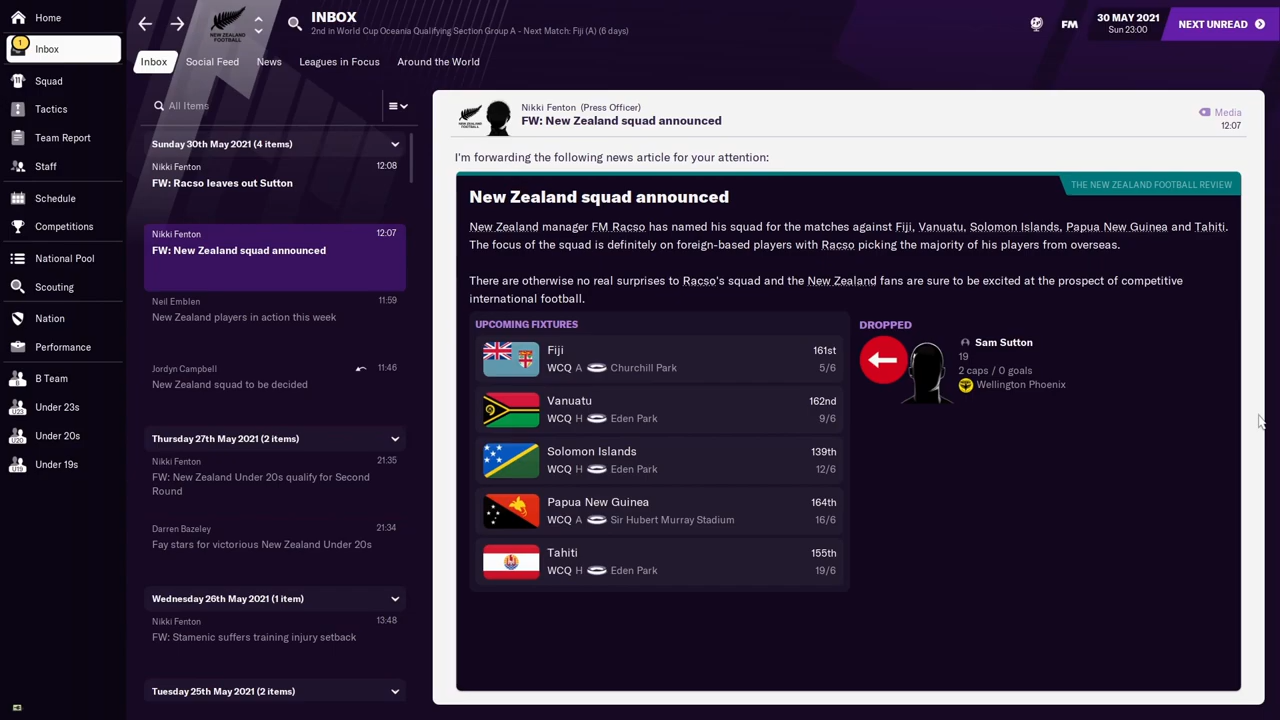 Home
Inbox
1
Squad
Tactics
Team Report
Staff
Schedule
Competitions
National Pool
Scouting
Nation
Performance
B Team
Under 23s
Under 20s
Under 19s
U23
U20
U19
NEW ZEALAND
FOOTBALL
INBOX
2nd in World Cup Oceania Qualifying Section Group A - Next Match: Fiji (A) (6 days)
FM
30 MAY 2021
Sun 23:00
NEXT UNREAD
Inbox
Social Feed
News
Leagues in Focus
Around the World
All Items
Sunday 30th May 2021 (4 items)
Nikki Fenton 12:08
FW: Racso leaves out Sutton
Nikki Fenton 12:07
FW: New Zealand squad announced
Neil Emblen 11:59
New Zealand players in action this week
Jordyn Campbell 11:46
New Zealand squad to be decided
Thursday 27th May 2021 (2 items)
Nikki Fenton 21:35
FW: New Zealand Under 20s qualify for Second
Round
Darren Bazeley 21:34
Fay stars for victorious New Zealand Under 20s
Wednesday 26th May 2021 (1 item)
Nikki Fenton 13:48
FW: Stamenic suffers training injury setback
Tuesday 25th May 2021 (2 items)
Nikki Fenton (Press Officer)
FW: New Zealand squad announced
Media
12:07
I'm forwarding the following news article for your attention:
THE NEW ZEALAND FOOTBALL REVIEW
New Zealand squad announced
New Zealand manager FM Racso has named his squad for the matches against Fiji, Vanuatu, Solomon Islands, Papua New Guinea and Tahiti.
The focus of the squad is definitely on foreign-based players with Racso picking the majority of his players from overseas.
There are otherwise no real surprises to Racso's squad and the New Zealand fans are sure to be excited at the prospect of competitive
international football.
UPCOMING FIXTURES
Fiji 161st
WCQ A Churchill Park 5/6
Vanuatu 162nd
WCQ H Eden Park 9/6
Solomon Islands 139th
WCQ H Eden Park 12/6
Papua New Guinea 164th
WCQ A Sir Hubert Murray Stadium 16/6
Tahiti 155th
WCQ H Eden Park 19/6
DROPPED
Sam Sutton
19
2 caps / 0 goals
Wellington Phoenix